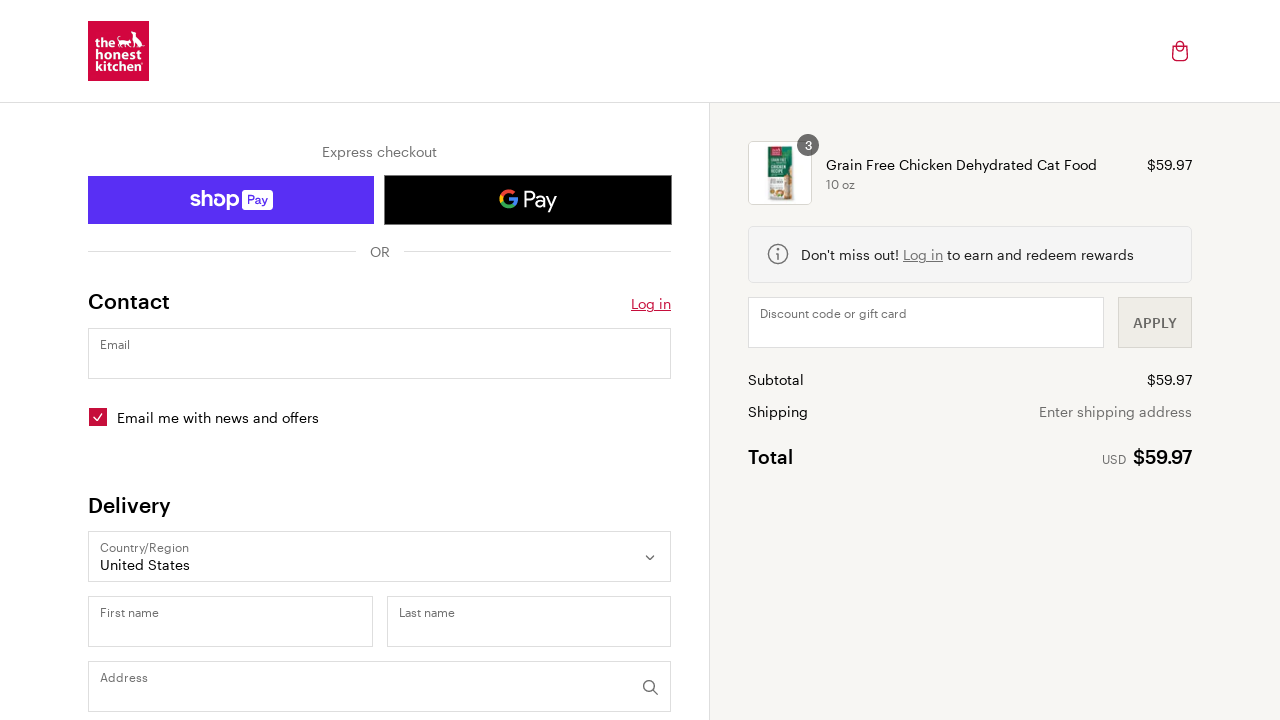 the
honest
kitchen
Express checkout
shop Pay
G Pay
OR
Contact
Log in
Email
Email me with news and offers
Delivery
Country/Region
United States
First name
Last name
Address
3
Grain Free Chicken Dehydrated Cat Food
$59.97
10 oz
Don't miss out! Log in to earn and redeem rewards
Discount code or gift card
APPLY
Subtotal
$59.97
Shipping
Enter shipping address
Total
USD $59.97